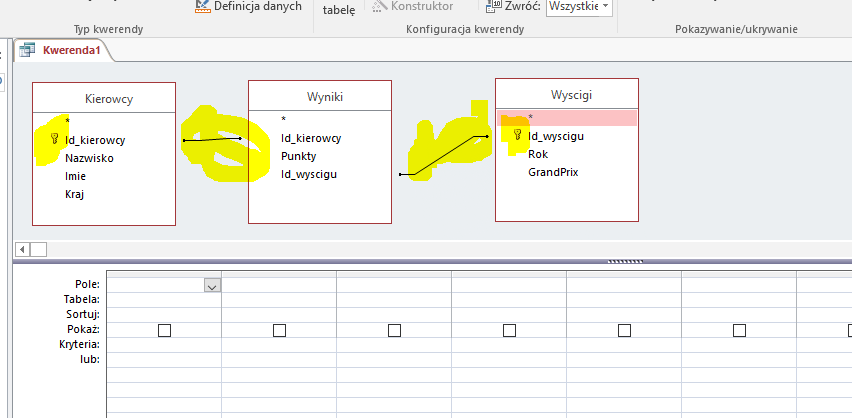 Definicja danych
tabelę
Konstruktor
Zwróć:
Wszystkie
Typ kwerendy
Konfiguracja kwerendy
Pokazywanie/ukrywanie
Kwerenda1
Kierowcy
*
Id_kierowcy
Nazwisko
Imie
Kraj
Wyniki
*
Id_kierowcy
Punkty
Id_wyscigu
Wyscigi
*
Id_wyscigu
Rok
GrandPrix
Pole:
Tabela:
Sortuj:
Pokaż:
Kryteria:
lub: